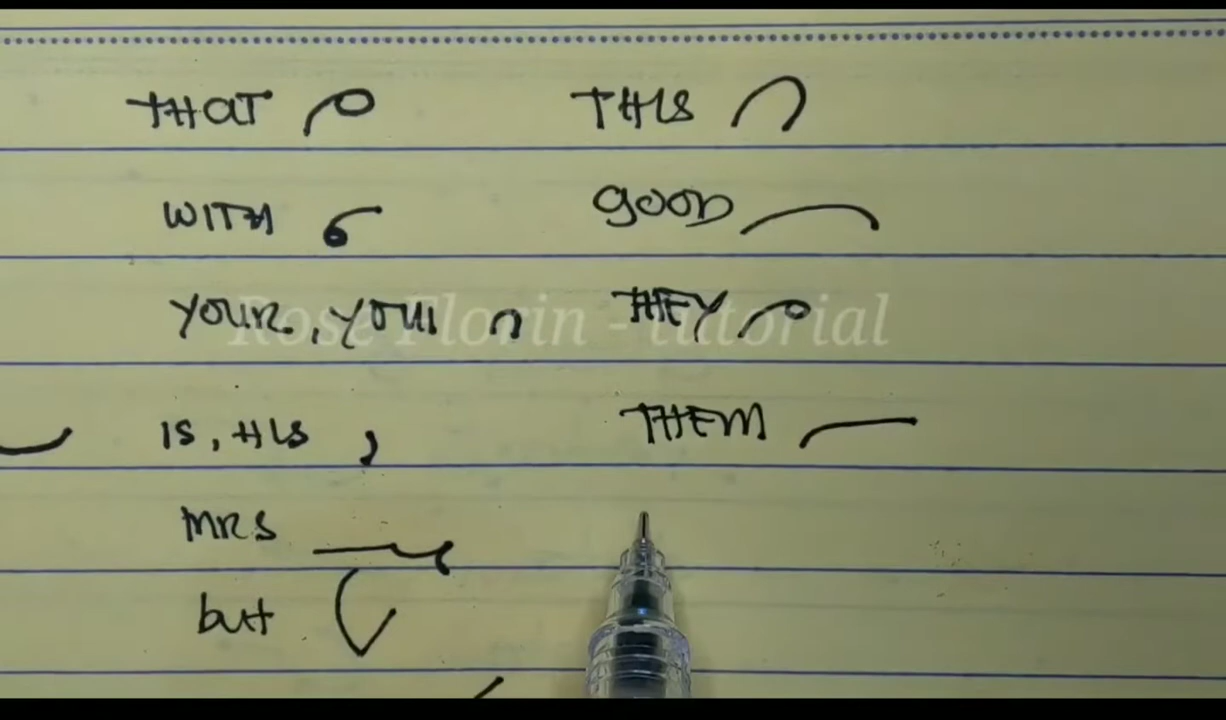 THAT THIS
WITH GOOD
YOUR, YOU THEY
Rose Florin - tutorial
IS, HIS THEM
MRS
but